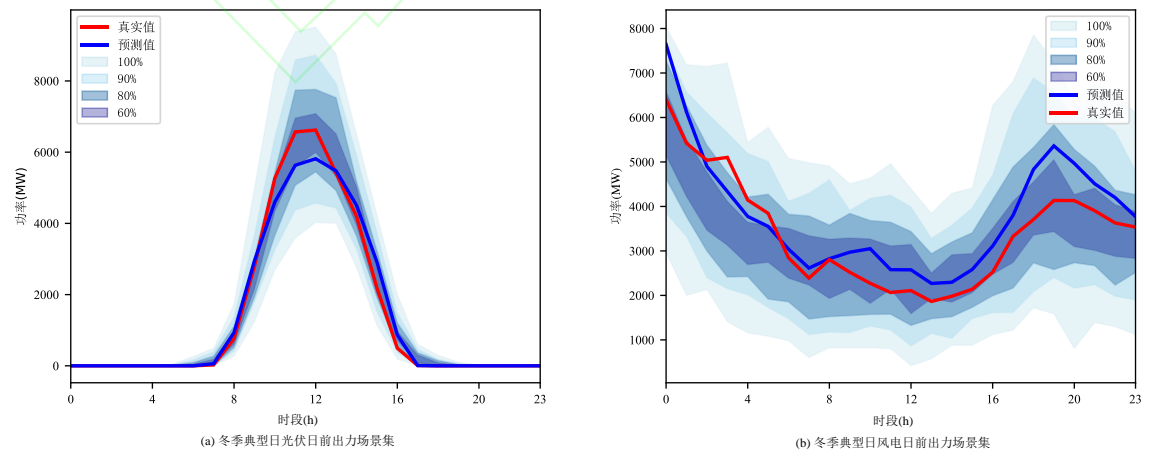 真实值
预测值
100%
90%
80%
60%
8000
6000
4000
2000
0
功率(MW)
0 4 8 12 16 20 23
时段(h)
(a) 冬季典型日光伏日前出力场景集
100%
90%
80%
60%
预测值
真实值
8000
7000
6000
5000
4000
3000
2000
1000
功率(MW)
0 4 8 12 16 20 23
时段(h)
(b) 冬季典型日风电日前出力场景集